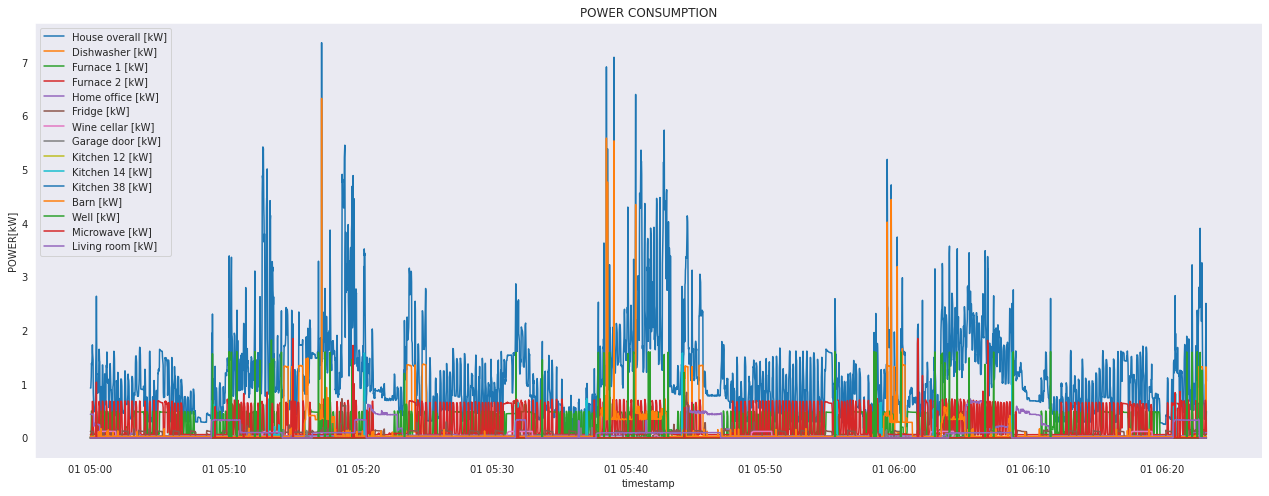 POWER CONSUMPTION
House overall [kW]
Dishwasher [kW]
Furnace 1 [kW]
Furnace 2 [kW]
Home office [kW]
Fridge [kW]
Wine cellar [kW]
Garage door [kW]
Kitchen 12 [kW]
Kitchen 14 [kW]
Kitchen 38 [kW]
Barn [kW]
Well [kW]
Microwave [kW]
Living room [kW]
POWER[kW]
7
6
5
4
3
2
1
0
01 05:00 01 05:10 01 05:20 01 05:30 01 05:40 01 05:50 01 06:00 01 06:10 01 06:20
timestamp